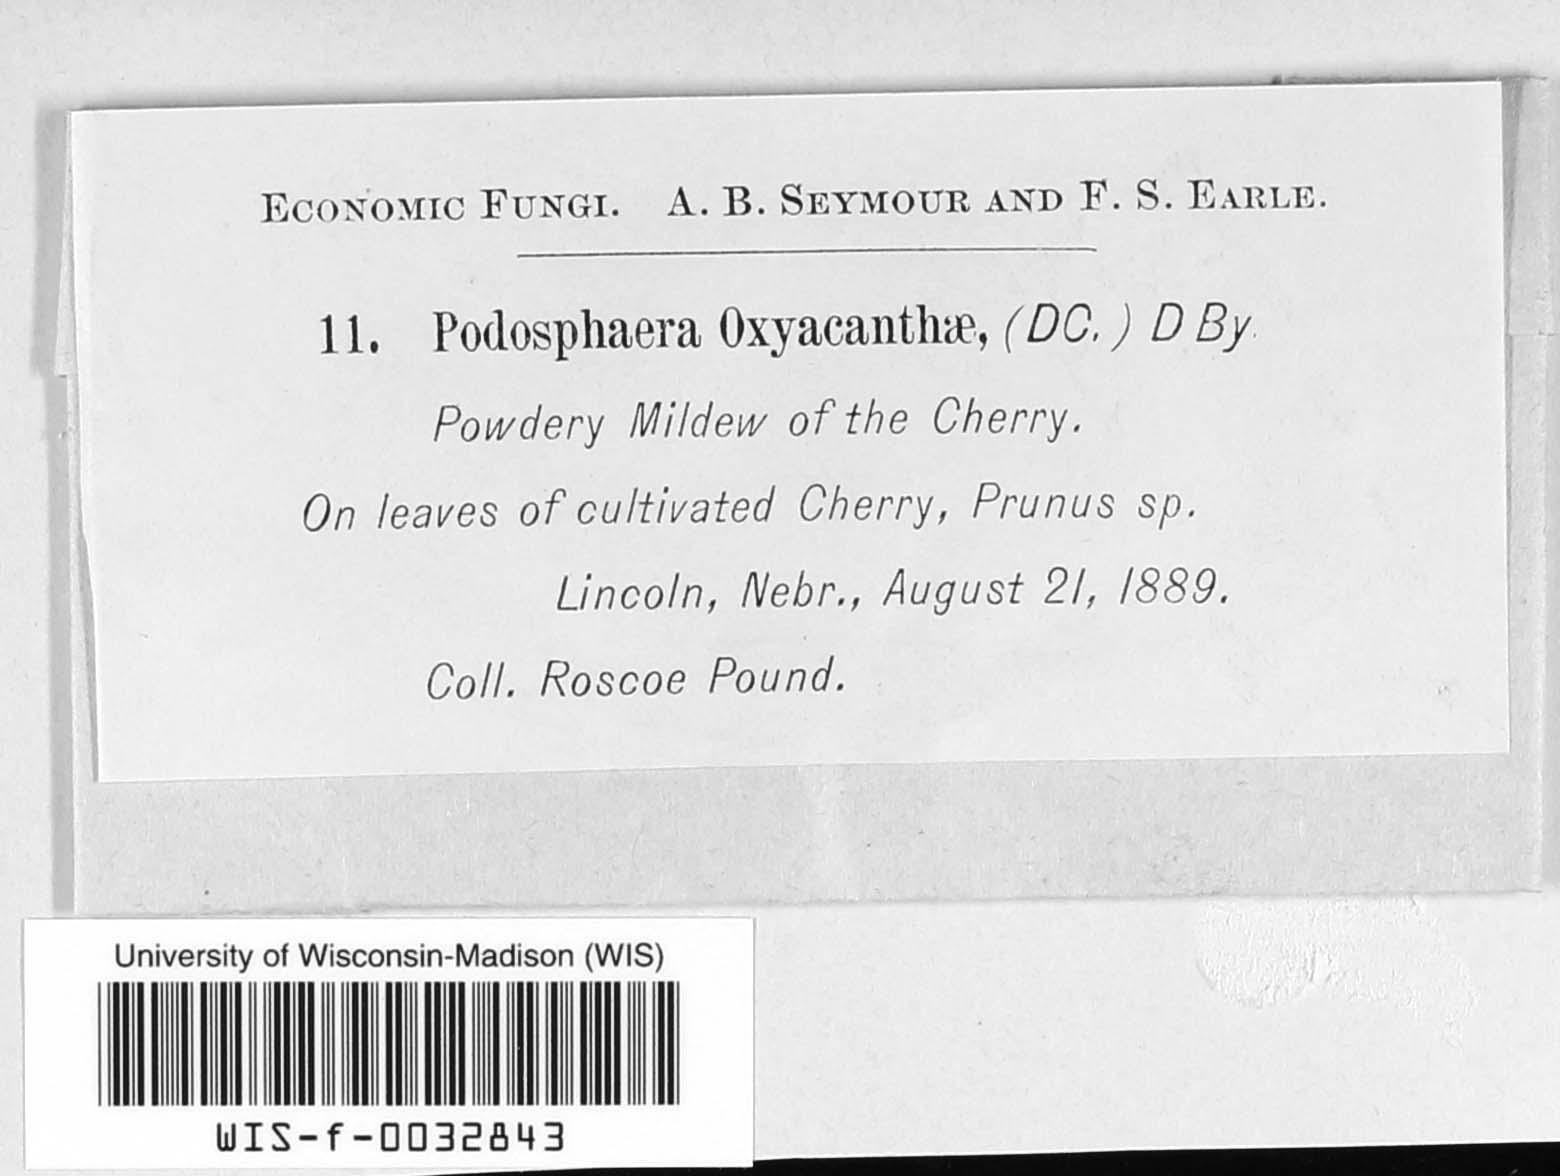 ECONOMIC FUNGI. A. B. SEYMOUR AND F. S. EARLE.
11. Podosphaera Oxyacanthæ, (DC.) D By.
Powdery Mildew of the Cherry.
On leaves of cultivated Cherry, Prunus sp.
Lincoln, Nebr., August 21, 1889.
Coll. Roscoe Pound.
University of Wisconsin-Madison (WIS)
WIS-f-0032843